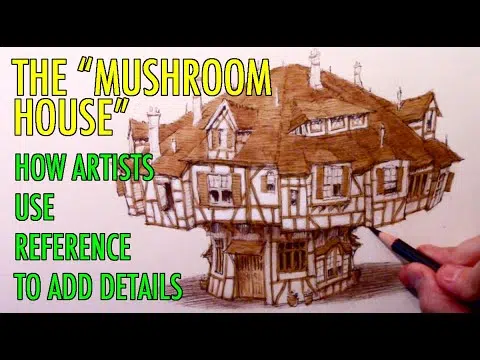 THE “MUSHROOM
HOUSE”
HOW ARTISTS
USE
REFERENCE
TO ADD DETAILS